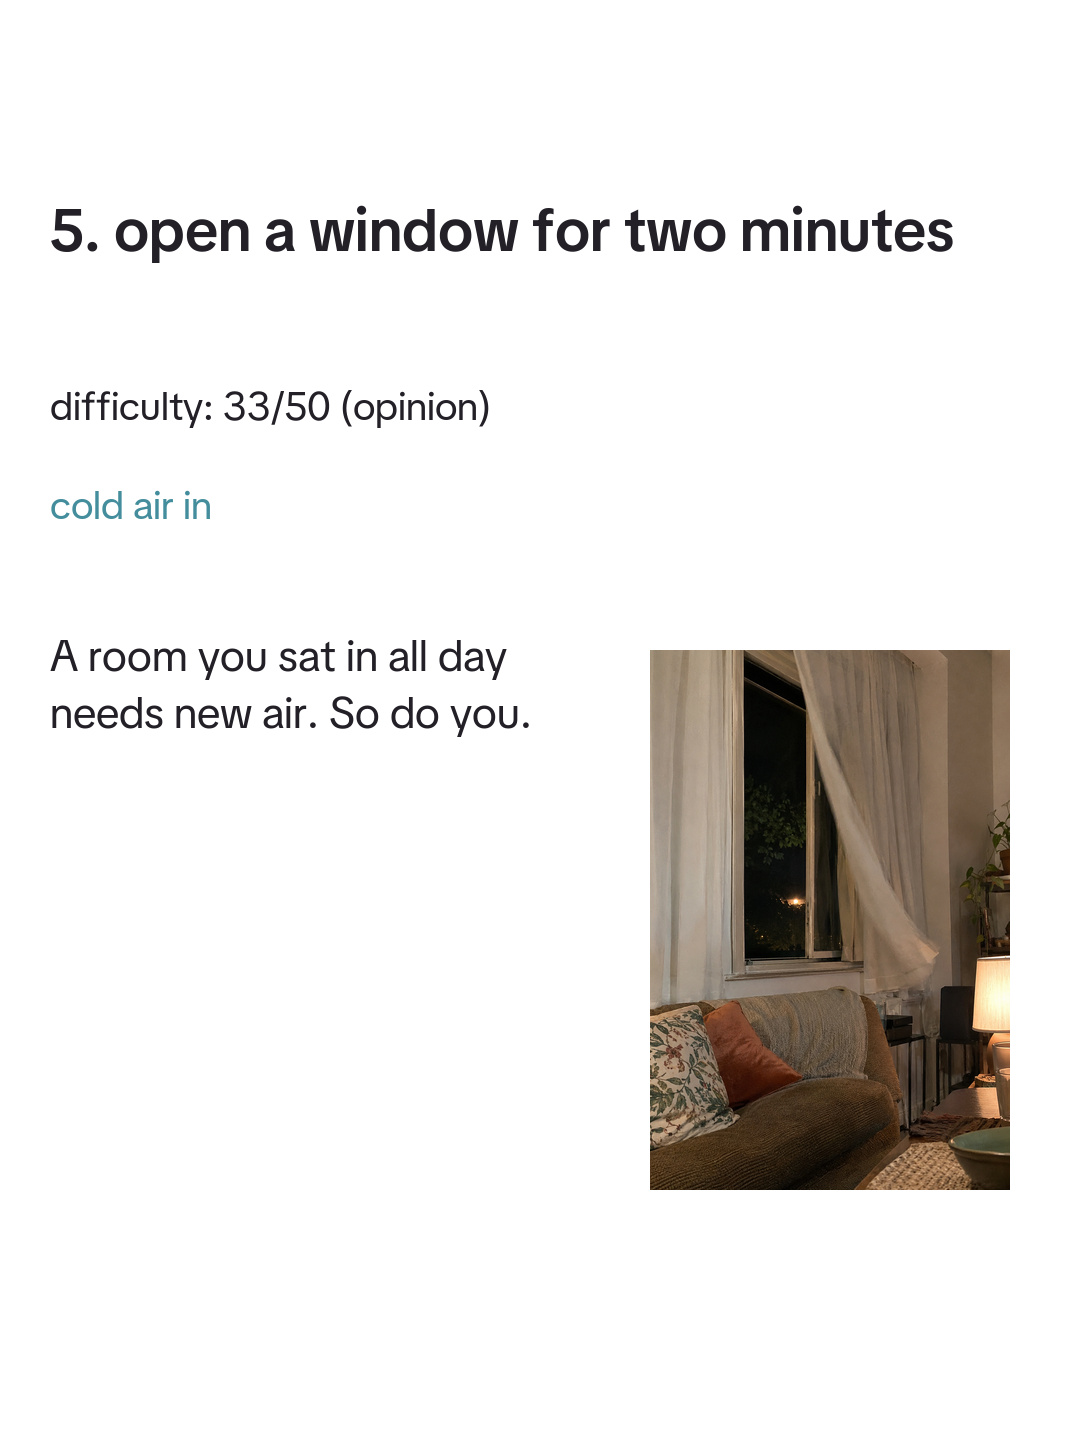 5. open a window for two minutes
difficulty: 33/50 (opinion)
cold air in
A room you sat in all day
needs new air. So do you.